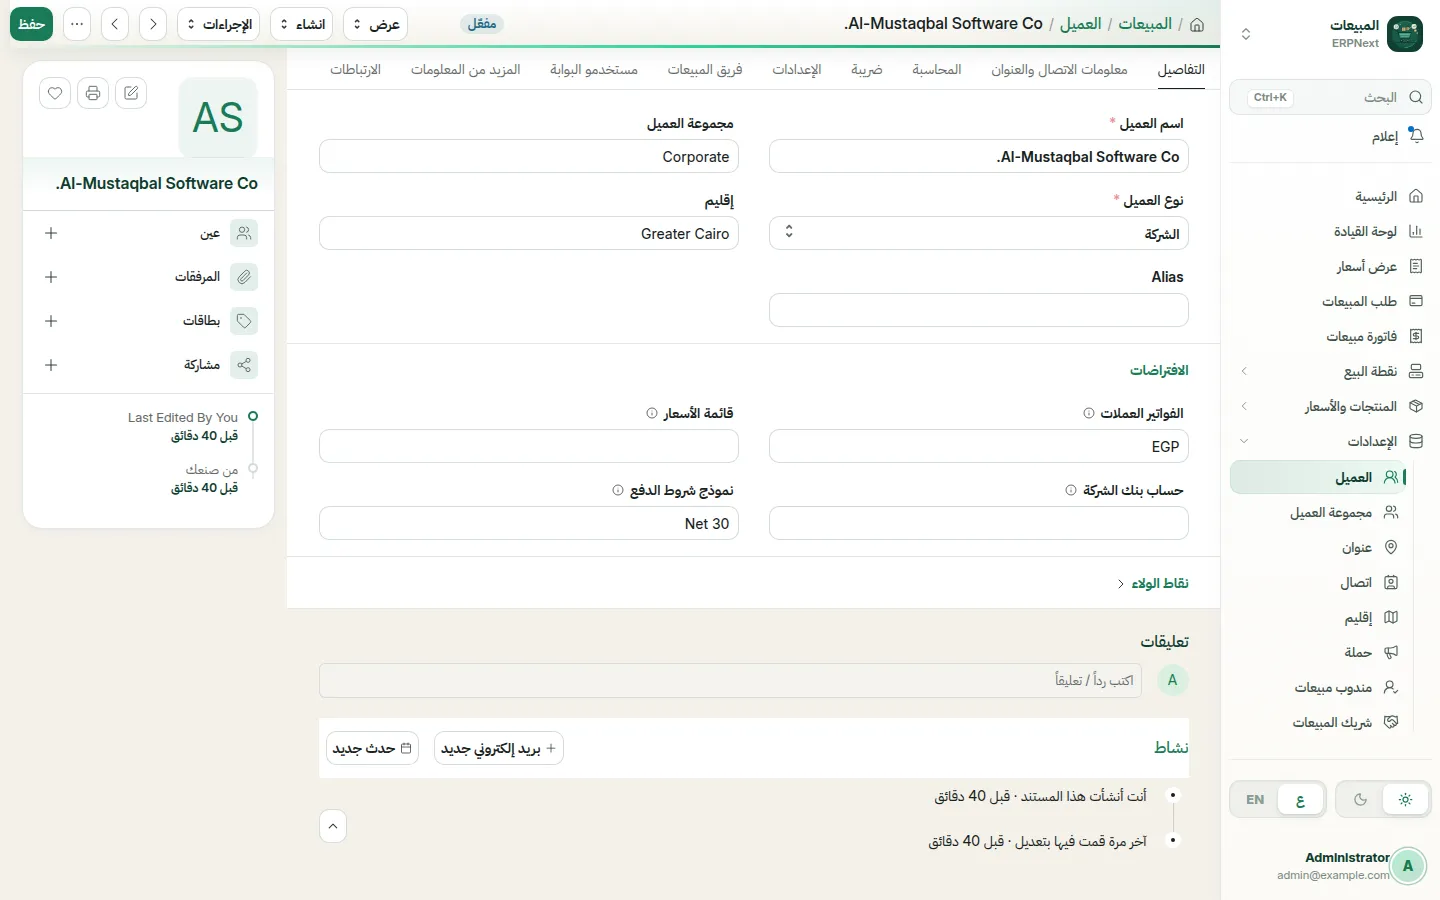 المبيعات
ERPNext
البحث
Ctrl+K
إعلام
الرئيسية
لوحة القيادة
عرض أسعار
طلب المبيعات
فاتورة مبيعات
نقطة البيع
المنتجات والأسعار
الإعدادات
العميل
مجموعة العميل
عنوان
اتصال
إقليم
حملة
مندوب مبيعات
شريك المبيعات
ع
EN
Administrator
admin@example.com
A
المبيعات / العميل / Al-Mustaqbal Software Co.
مفعّل
عرض
انشاء
الإجراءات
حفظ
التفاصيل
معلومات الاتصال والعنوان
المحاسبة
ضريبة
الإعدادات
فريق المبيعات
مستخدمو البوابة
المزيد من المعلومات
الارتباطات
اسم العميل *
Al-Mustaqbal Software Co.
مجموعة العميل
Corporate
نوع العميل *
الشركة
إقليم
Greater Cairo
Alias
الافتراضات
الفواتير العملات
EGP
قائمة الأسعار
حساب بنك الشركة
نموذج شروط الدفع
Net 30
نقاط الولاء
تعليقات
A
اكتب رداً / تعليقاً
نشاط
بريد إلكتروني جديد
حدث جديد
أنت أنشأت هذا المستند · قبل 40 دقائق
آخر مرة قمت فيها بتعديل · قبل 40 دقائق
AS
Al-Mustaqbal Software Co.
عين
المرفقات
بطاقات
مشاركة
Last Edited By You
قبل 40 دقائق
من صنعك
قبل 40 دقائق